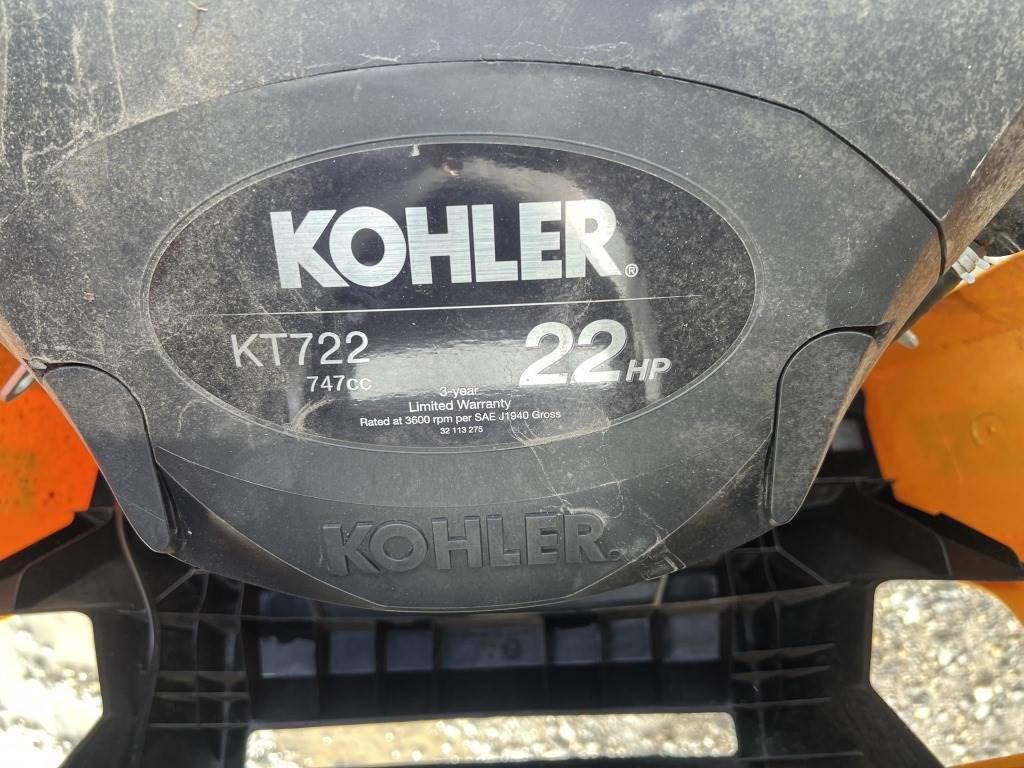 KOHLER®
KT722
747cc
22HP
3-year
Limited Warranty
Rated at 3600 rpm per SAE J1940 Gross
32 113 275
KOHLER®